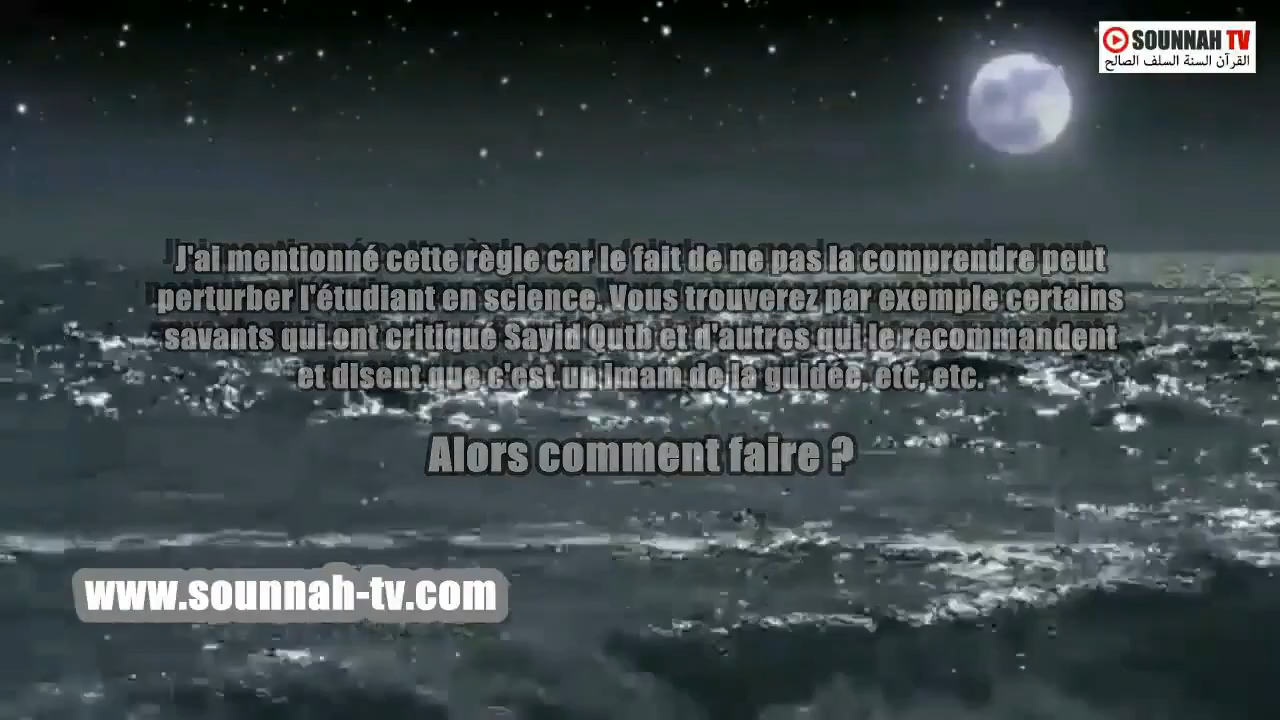 SOUNNAH TV
القرآن السنة السلف الصالح
J'ai mentionné cette règle car le fait de ne pas la comprendre peut
perturber l'étudiant en science. Vous trouverez par exemple certains
savants qui ont critiqué Sayid Qutb et d'autres qui le recommandent
et disent que c'est un imam de la guidée, etc, etc.
Alors comment faire ?
www.sounnah-tv.com